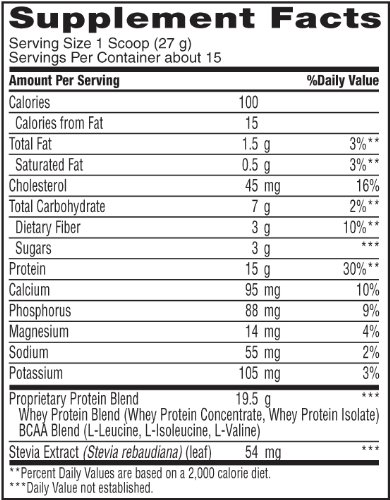 Supplement Facts
Serving Size 1 Scoop (27 g)
Servings Per Container about 15
Amount Per Serving %Daily Value
Calories 100
Calories from Fat 15
Total Fat 1.5 g 3%**
Saturated Fat 0.5 g 3%**
Cholesterol 45 mg 16%
Total Carbohydrate 7 g 2%**
Dietary Fiber 3 g 10%**
Sugars 3 g ***
Protein 15 g 30%**
Calcium 95 mg 10%
Phosphorus 88 mg 9%
Magnesium 14 mg 4%
Sodium 55 mg 2%
Potassium 105 mg 3%
Proprietary Protein Blend 19.5 g ***
Whey Protein Blend (Whey Protein Concentrate, Whey Protein Isolate)
BCAA Blend (L-Leucine, L-Isoleucine, L-Valine)
Stevia Extract (Stevia rebaudiana) (leaf) 54 mg ***
**Percent Daily Values are based on a 2,000 calorie diet.
***Daily Value not established.